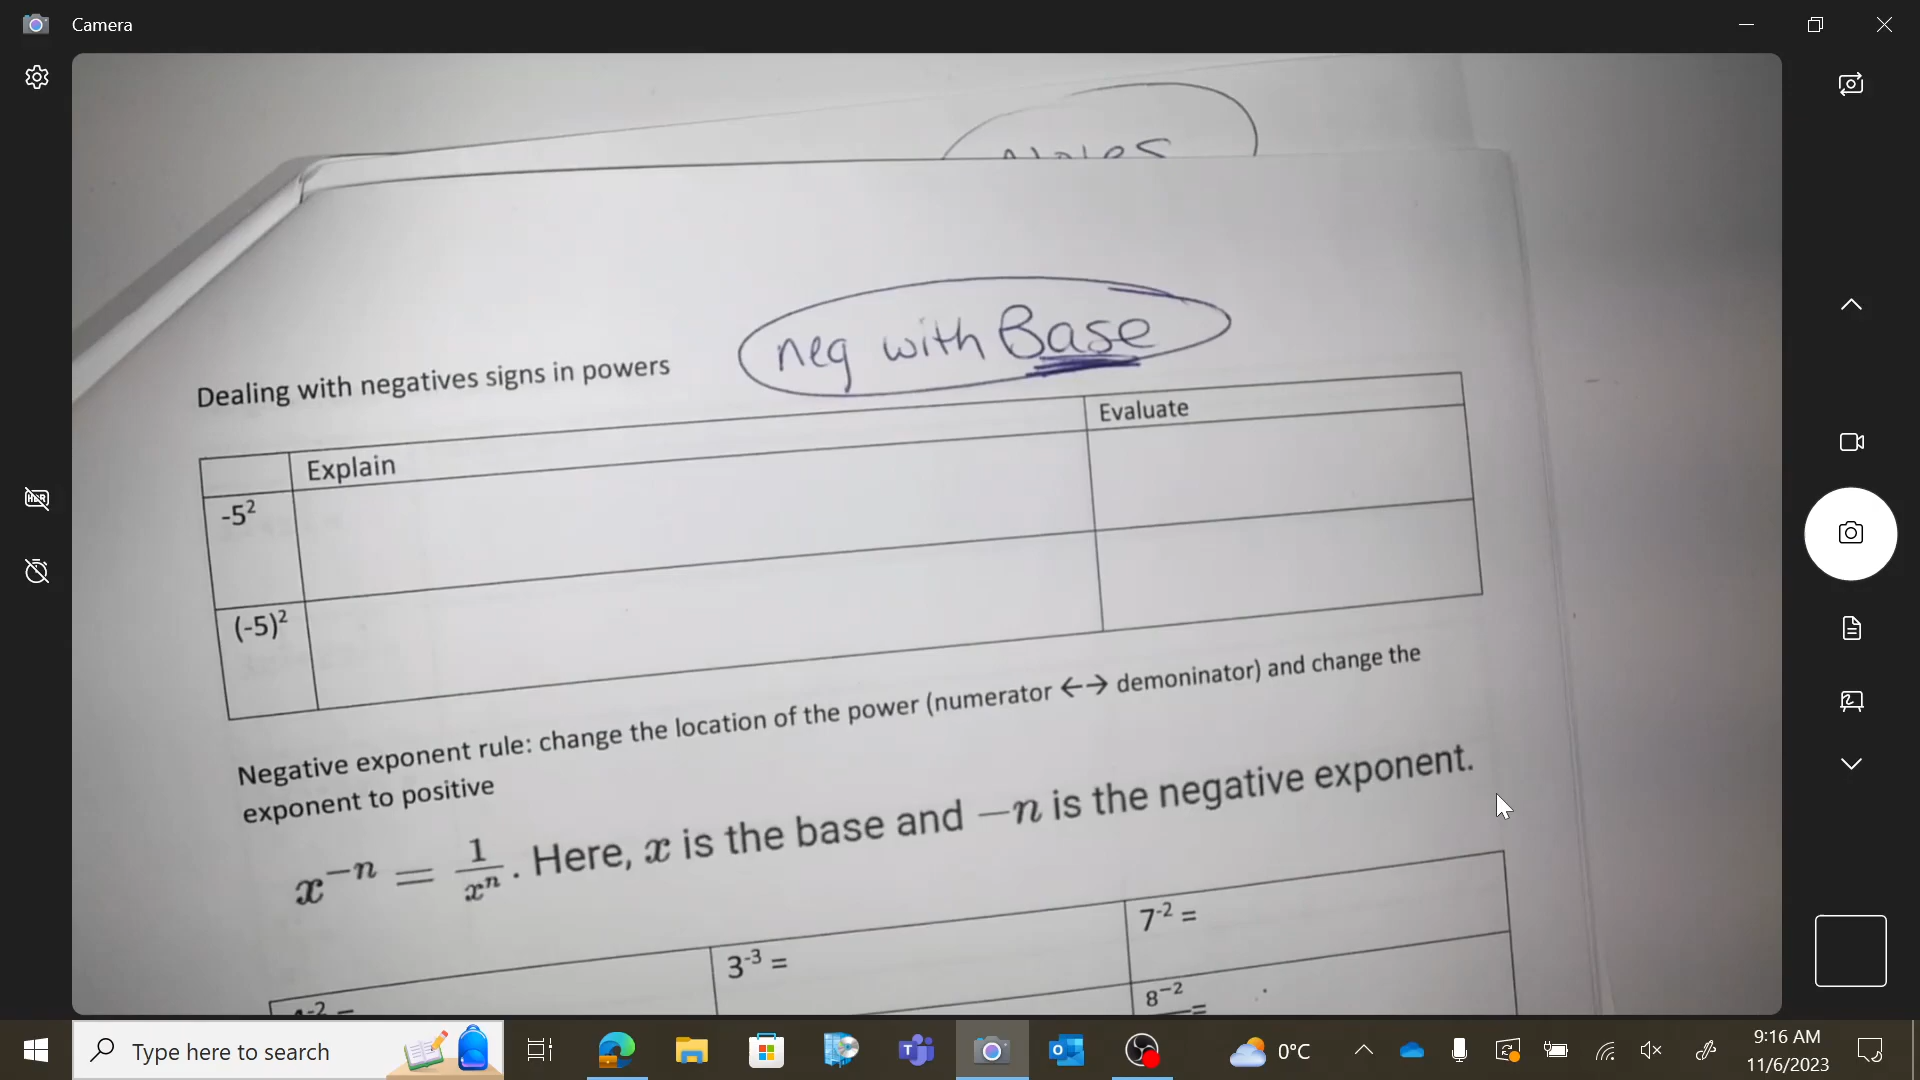 Camera
neg with Base
Dealing with negatives signs in powers
Explain
Evaluate
-5²
(-5)²
Negative exponent rule: change the location of the power (numerator ←→ demoninator) and change the
exponent to positive
x⁻ⁿ = 1/xⁿ. Here, x is the base and −n is the negative exponent.
3⁻³ =
7⁻² =
8⁻²
=
Type here to search
0°C
9:16 AM
11/6/2023